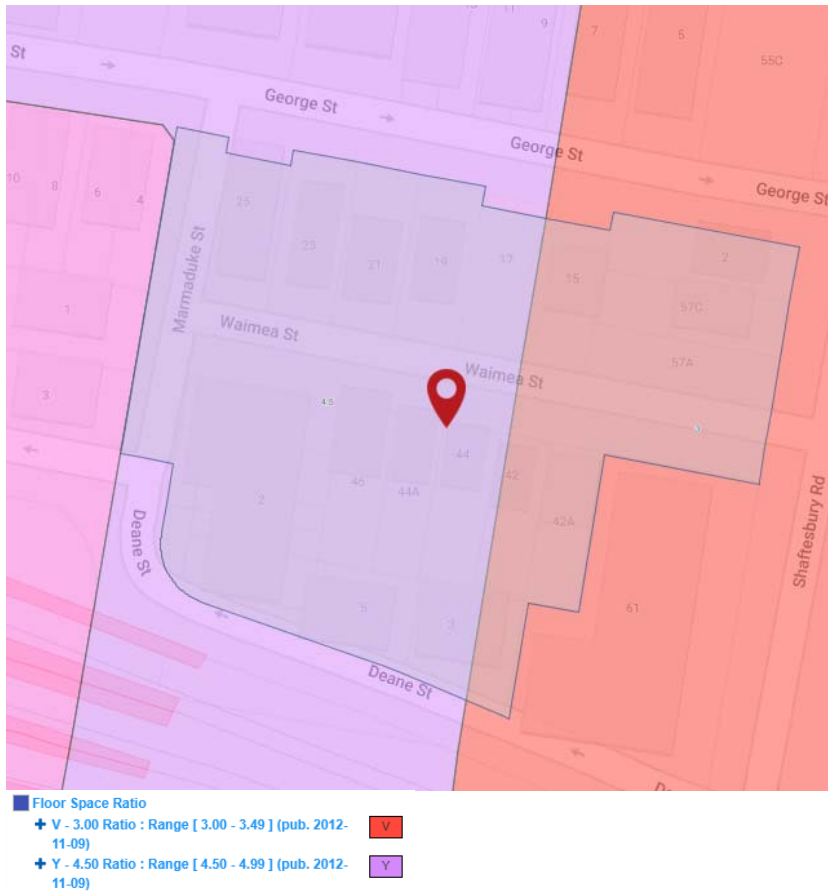 11
9
7
5
55C
St
George St
George St
George St
10
8
6
4
25
23
21
19
17
15
2
57C
57A
Marmaduke St
1
Waimea St
Waimea St
3
4.5
44
42
46
44A
42A
2
Deane St
Shaftesbury Rd
5
3
61
Deane St
Floor Space Ratio
V - 3.00 Ratio : Range [ 3.00 - 3.49 ] (pub. 2012-
11-09)
V
Y - 4.50 Ratio : Range [ 4.50 - 4.99 ] (pub. 2012-
11-09)
Y